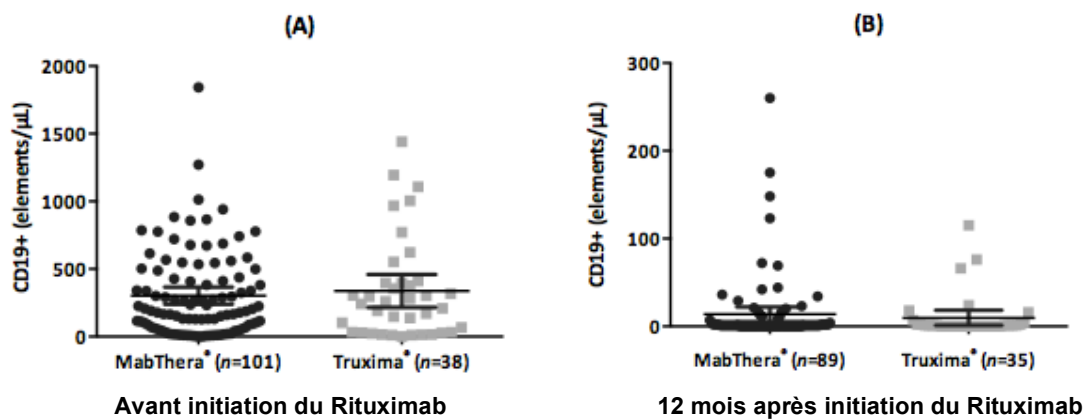 (A)
CD19+ (elements/µL)
2000
1500
1000
500
0
MabThera® (n=101)
Truxima® (n=38)
Avant initiation du Rituximab
(B)
CD19+ (elements/µL)
300
200
100
0
MabThera® (n=89)
Truxima® (n=35)
12 mois après initiation du Rituximab